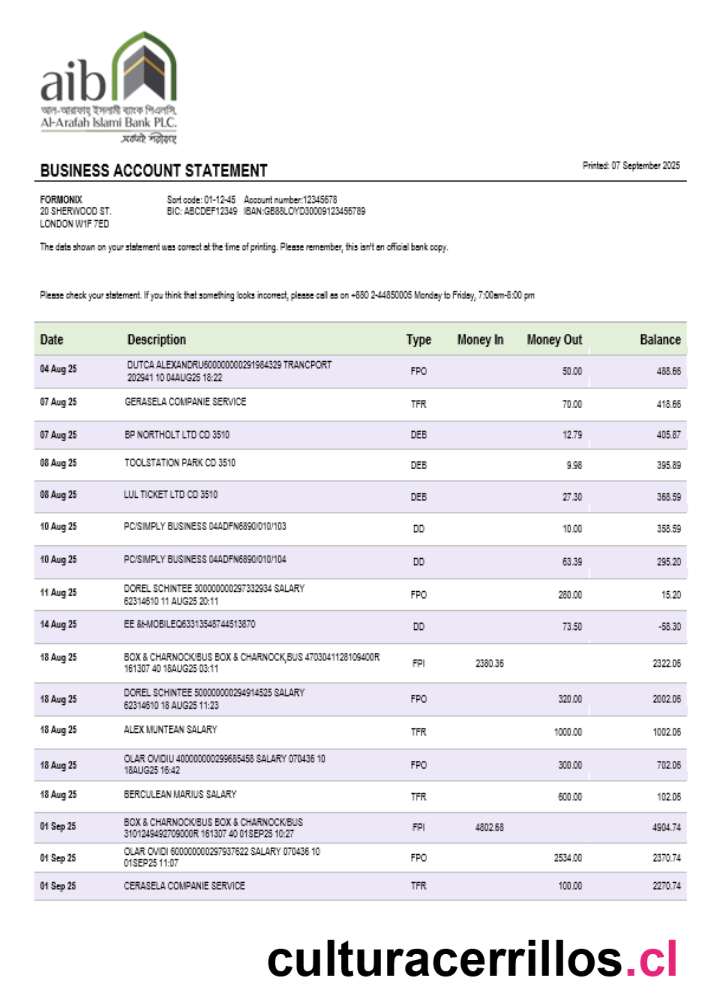 aib
আল-আরাফাহ্ ইসলামী ব্যাংক পিএলসি.
Al-Arafah Islami Bank PLC.
BUSINESS ACCOUNT STATEMENT
Printed: 07 September 2025
FORMONIX
20 SHERWOOD ST.
LONDON W1F 7ED
Sort code: 01-12-45 Account number:12345678
BIC: ABCDEF12349 IBAN:GB88LOYD30009123456789
The data shown on your statement was correct at the time of printing. Please remember, this isn't an official bank copy.
Please check your statement. If you think that something looks incorrect, please call as on +880 2-44850005 Monday to Friday, 7:00am-8:00 pm
Date Description Type Money In Money Out Balance
04 Aug 25 DUTCA ALEXANDRU600000000291984329 TRANCPORT
202941 10 04AUG25 18:22 FPO 50.00 488.66
07 Aug 25 GERASELA COMPANIE SERVICE TFR 70.00 418.66
07 Aug 25 BP NORTHOLT LTD CD 3510 DEB 12.79 405.87
08 Aug 25 TOOLSTATION PARK CD 3510 DEB 9.98 395.89
08 Aug 25 LUL TICKET LTD CD 3510 DEB 27.30 368.59
10 Aug 25 PC/SIMPLY BUSINESS 04ADFN6890/010/103 DD 10.00 358.59
10 Aug 25 PC/SIMPLY BUSINESS 04ADFN6890/010/104 DD 63.39 295.20
11 Aug 25 DOREL SCHINTEE 300000000297332934 SALARY
62314610 11 AUG25 20:11 FPO 280.00 15.20
14 Aug 25 EE &MOBILEQ63313548744513870 DD 73.50 -58.30
18 Aug 25 BOX & CHARNOCK/BUS BOX & CHARNOCK,BUS 4703041128109400R
161307 40 18AUG25 03:11 FPI 2380.36 2322.06
18 Aug 25 DOREL SCHINTEE 500000000294914525 SALARY
62314610 18 AUG25 11:23 FPO 320.00 2002.06
18 Aug 25 ALEX MUNTEAN SALARY TFR 1000.00 1002.06
18 Aug 25 OLAR OVIDIU 400000000299685458 SALARY 070436 10
18AUG25 16:42 FPO 300.00 702.06
18 Aug 25 BERCULEAN MARIUS SALARY TFR 600.00 102.06
01 Sep 25 BOX & CHARNOCK/BUS BOX & CHARNOCK/BUS
3101249492709000R 161307 40 01SEP25 10:27 FPI 4802.68 4904.74
01 Sep 25 OLAR OVIDI 600000000297937622 SALARY 070436 10
01SEP25 11:07 FPO 2534.00 2370.74
01 Sep 25 CERASELA COMPANIE SERVICE TFR 100.00 2270.74
culturacerrillos.cl